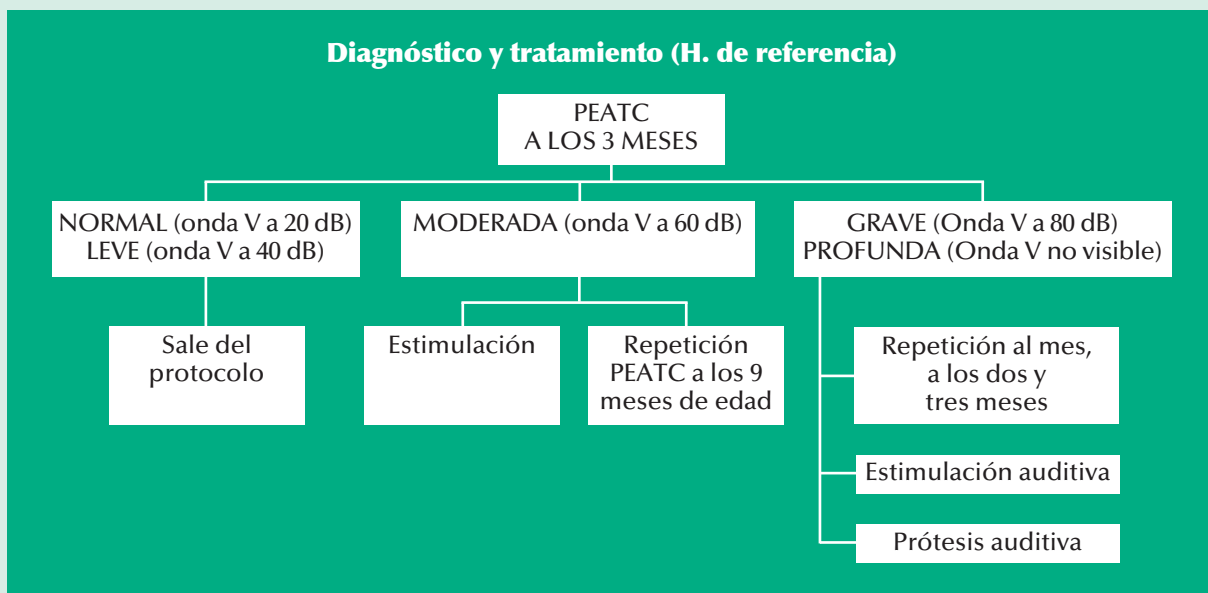 Diagnóstico y tratamiento (H. de referencia)
PEATC
A LOS 3 MESES
NORMAL (onda V a 20 dB)
LEVE (onda V a 40 dB)
MODERADA (onda V a 60 dB)
GRAVE (Onda V a 80 dB)
PROFUNDA (Onda V no visible)
Sale del
protocolo
Estimulación
Repetición
PEATC a los 9
meses de edad
Repetición al mes,
a los dos y
tres meses
Estimulación auditiva
Prótesis auditiva